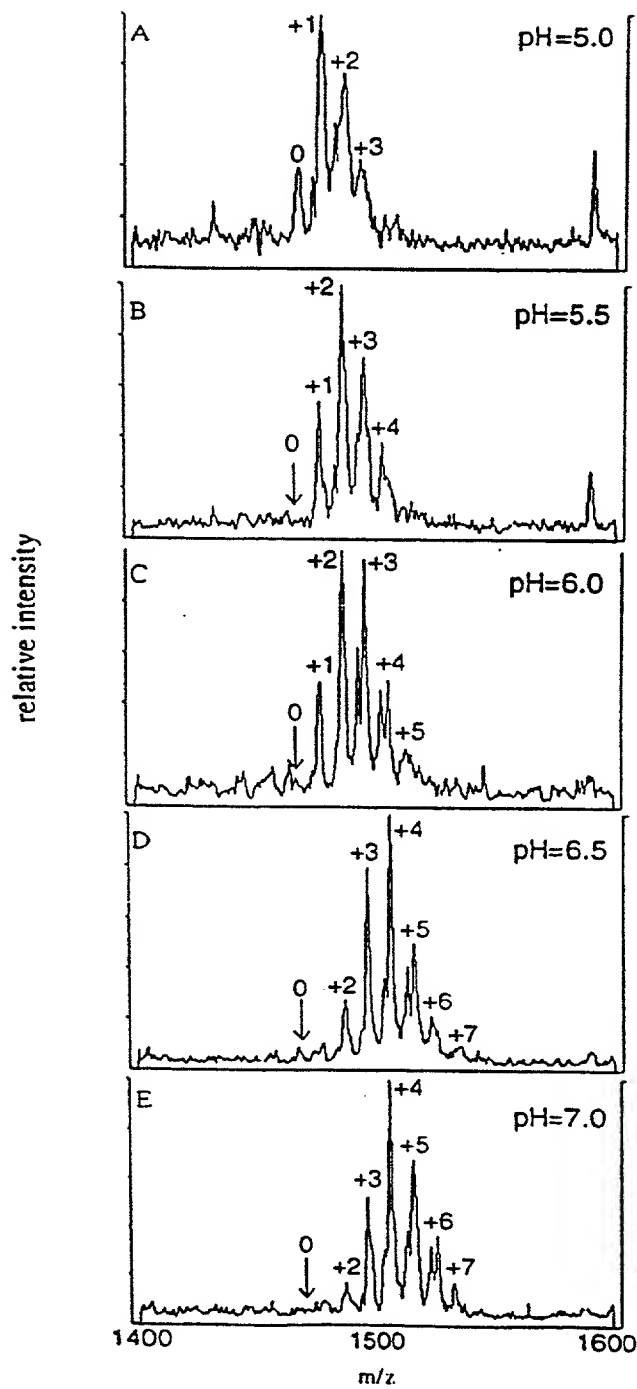 relative intensity
A
pH=5.0
+1
+2
0
+3
B
pH=5.5
+2
+3
+1
+4
0
C
pH=6.0
+2
+3
+1
+4
0
+5
D
pH=6.5
+4
+3
+5
0
+2
+6
+7
E
pH=7.0
+4
+5
+3
+6
0
+2
+7
1400
1500
1600
m/z